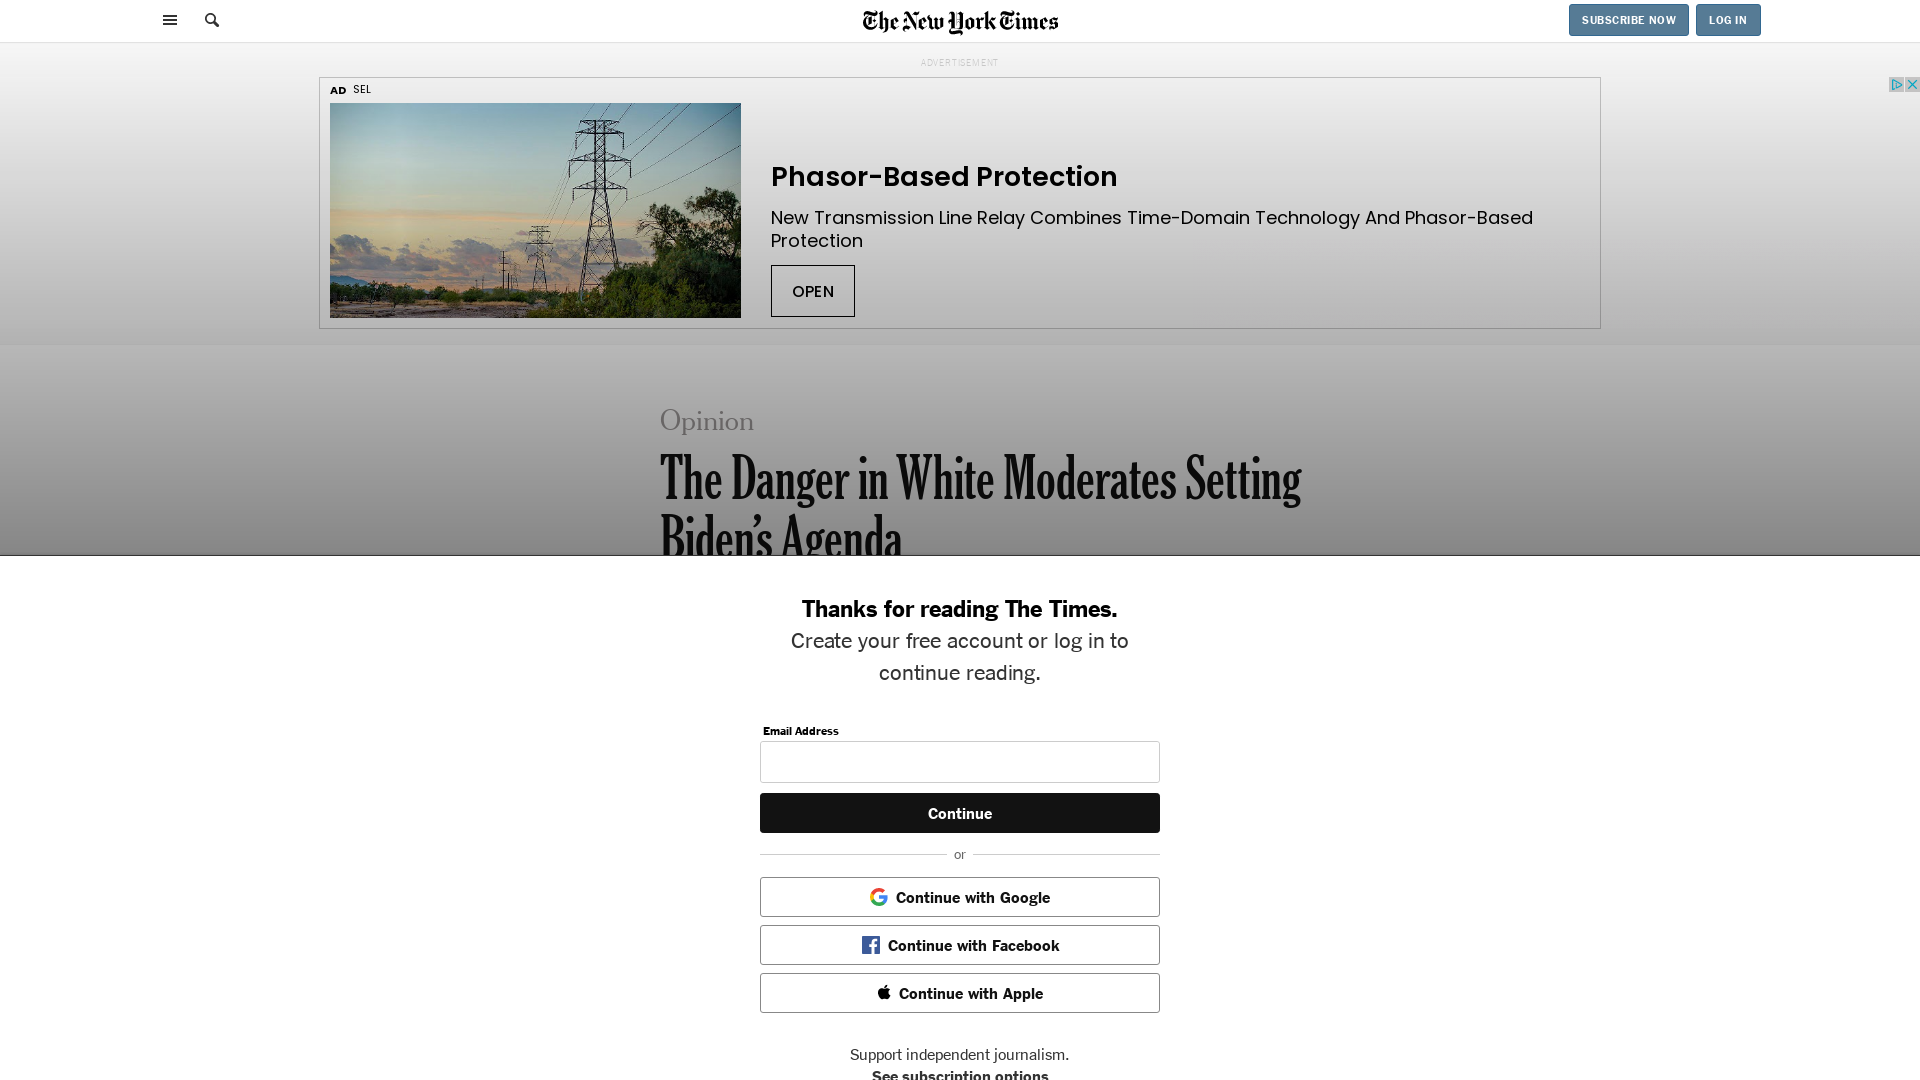 The New York Times
SUBSCRIBE NOW
LOG IN
ADVERTISEMENT
AD SEL
Phasor-Based Protection
New Transmission Line Relay Combines Time-Domain Technology And Phasor-Based
Protection
OPEN
Opinion
The Danger in White Moderates Setting
Biden’s Agenda
Thanks for reading The Times.
Create your free account or log in to
continue reading.
Email Address
Continue
or
Continue with Google
Continue with Facebook
Continue with Apple
Support independent journalism.
See subscription options